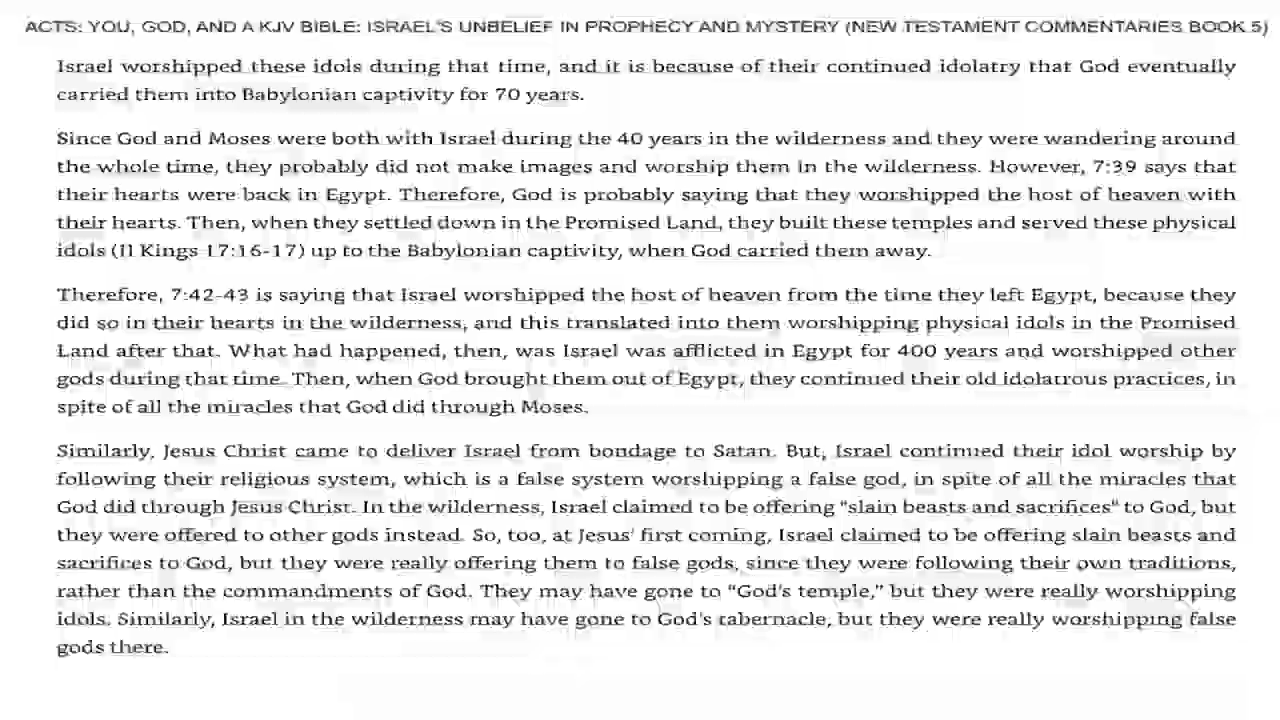 ACTS: YOU, GOD, AND A KJV BIBLE: ISRAEL'S UNBELIEF IN PROPHECY AND MYSTERY (NEW TESTAMENT COMMENTARIES BOOK 5)
Israel worshipped these idols during that time, and it is because of their continued idolatry that God eventually
carried them into Babylonian captivity for 70 years.
Since God and Moses were both with Israel during the 40 years in the wilderness and they were wandering around
the whole time, they probably did not make images and worship them in the wilderness. However, 7:39 says that
their hearts were back in Egypt. Therefore, God is probably saying that they worshipped the host of heaven with
their hearts. Then, when they settled down in the Promised Land, they built these temples and served these physical
idols (II Kings 17:16-17) up to the Babylonian captivity, when God carried them away.
Therefore, 7:42-43 is saying that Israel worshipped the host of heaven from the time they left Egypt, because they
did so in their hearts in the wilderness, and this translated into them worshipping physical idols in the Promised
Land after that. What had happened, then, was Israel was afflicted in Egypt for 400 years and worshipped other
gods during that time. Then, when God brought them out of Egypt, they continued their old idolatrous practices, in
spite of all the miracles that God did through Moses.
Similarly, Jesus Christ came to deliver Israel from bondage to Satan. But, Israel continued their idol worship by
following their religious system, which is a false system worshipping a false god, in spite of all the miracles that
God did through Jesus Christ. In the wilderness, Israel claimed to be offering "slain beasts and sacrifices" to God, but
they were offered to other gods instead. So, too, at Jesus' first coming, Israel claimed to be offering slain beasts and
sacrifices to God, but they were really offering them to false gods, since they were following their own traditions,
rather than the commandments of God. They may have gone to "God's temple," but they were really worshipping
idols. Similarly, Israel in the wilderness may have gone to God's tabernacle, but they were really worshipping false
gods there.